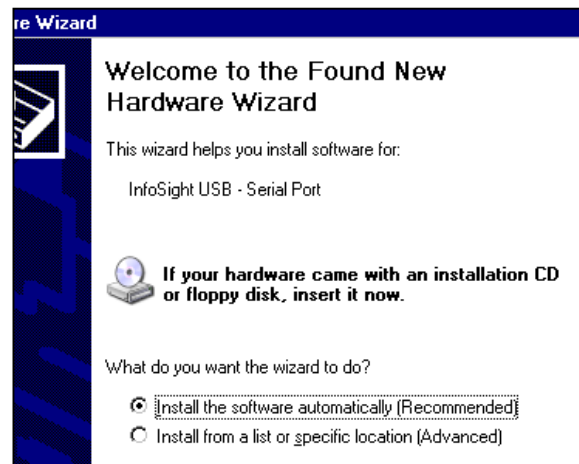 re Wizard
Welcome to the Found New
Hardware Wizard
This wizard helps you install software for:
InfoSight USB - Serial Port
If your hardware came with an installation CD
or floppy disk, insert it now.
What do you want the wizard to do?
Install the software automatically (Recommended)
Install from a list or specific location (Advanced)